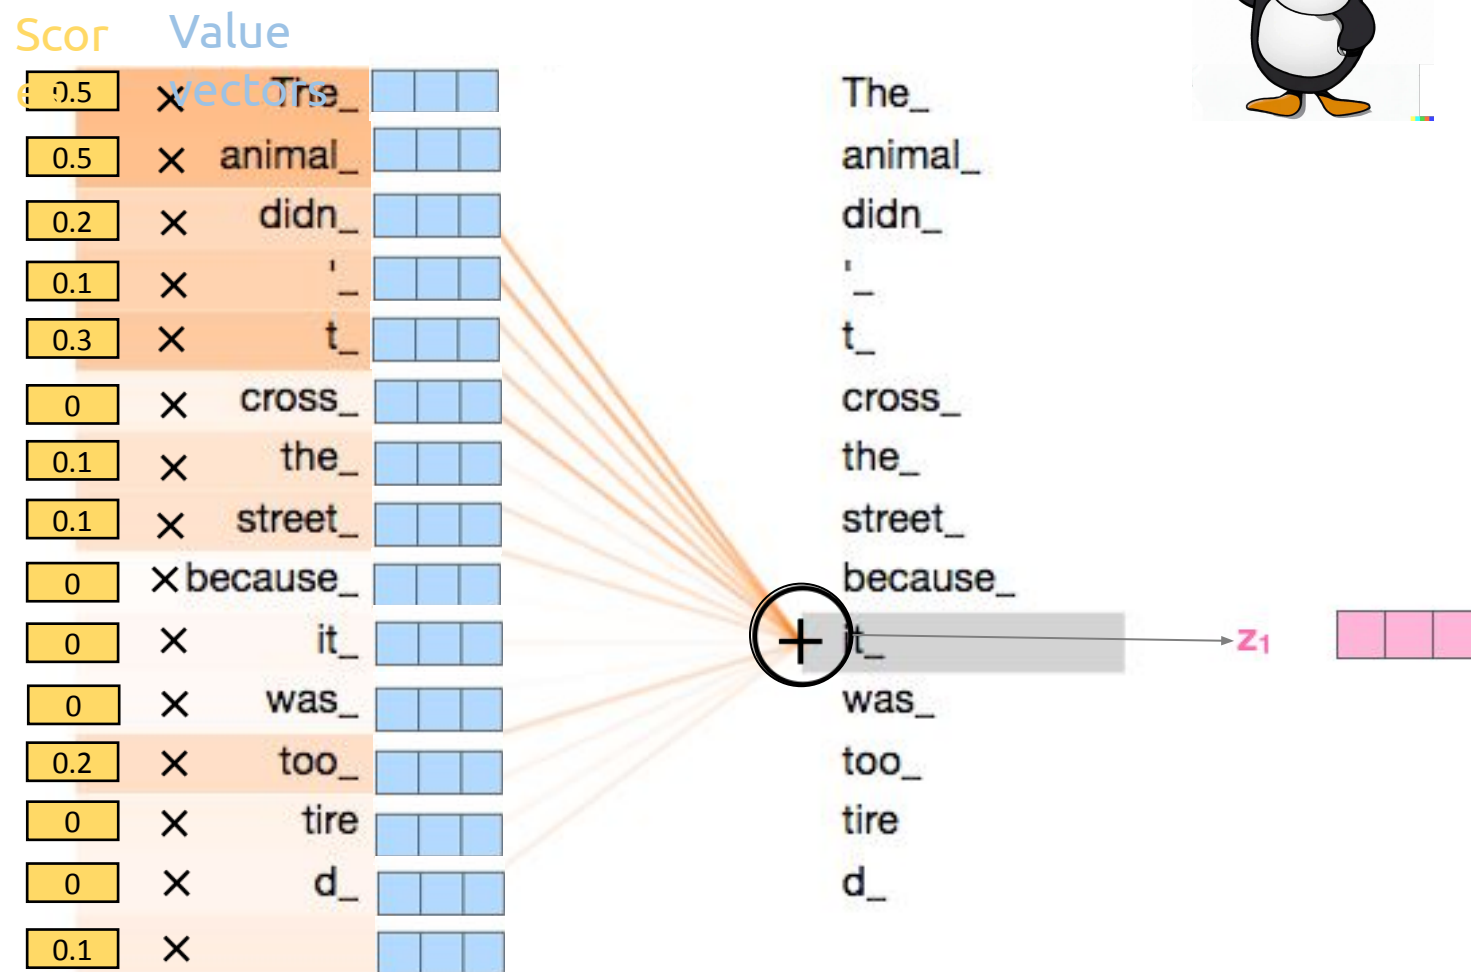 Score Value
vectors
0.5 × The_ The_
0.5 × animal_ animal_
0.2 × didn_ didn_
0.1 × '_ '_
0.3 × t_ t_
0 × cross_ cross_
0.1 × the_ the_
0.1 × street_ street_
0 × because_ because_
0 × it_ + it_ z₁
0 × was_ was_
0.2 × too_ too_
0 × tire tire
0 × d_ d_
0.1 ×